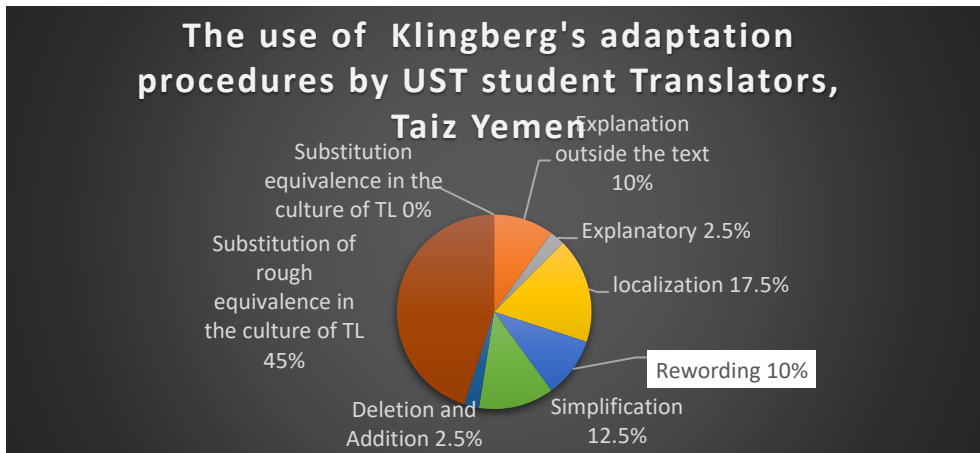 The use of Klingberg's adaptation
procedures by UST student Translators,
Taiz Yemen
Explanation
outside the text
10%
Substitution
equivalence in the
culture of TL 0%
Explanatory 2.5%
Substitution of
rough
equivalence in
the culture of TL
45%
localization 17.5%
Rewording 10%
Simplification
12.5%
Deletion and
Addition 2.5%